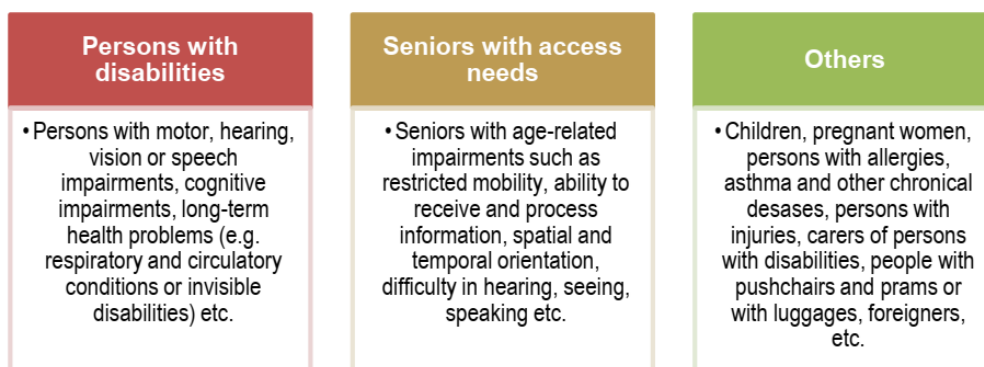 Persons with
disabilities
• Persons with motor, hearing,
vision or speech
impairments, cognitive
impairments, long-term
health problems (e.g.
respiratory and circulatory
conditions or invisible
disabilities) etc.
Seniors with access
needs
• Seniors with age-related
impairments such as
restricted mobility, ability to
receive and process
information, spatial and
temporal orientation,
difficulty in hearing, seeing,
speaking etc.
Others
• Children, pregnant women,
persons with allergies,
asthma and other chronical
desases, persons with
injuries, carers of persons
with disabilities, people with
pushchairs and prams or
with luggages, foreigners,
etc.